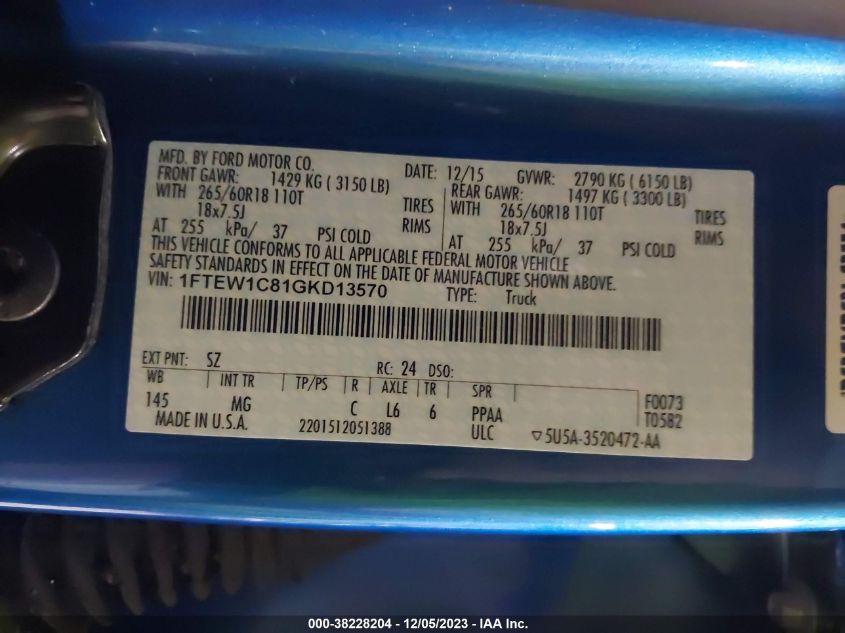 MFD. BY FORD MOTOR CO. DATE: 12/15 GVWR: 2790 KG ( 6150 LB)
FRONT GAWR: 1429 KG ( 3150 LB) REAR GAWR: 1497 KG ( 3300 LB)
WITH 265/60R18 110T TIRES WITH 265/60R18 110T TIRES
18x7.5J RIMS 18x7.5J RIMS
AT 255 kPa/ 37 PSI COLD AT 255 kPa/ 37 PSI COLD
THIS VEHICLE CONFORMS TO ALL APPLICABLE FEDERAL MOTOR VEHICLE
SAFETY STANDARDS IN EFFECT ON THE DATE OF MANUFACTURE SHOWN ABOVE.
VIN: 1FTEW1C81GKD13570 TYPE: Truck
EXT PNT: SZ RC: 24 DSO:
WB INT TR TP/PS R AXLE TR SPR F0073
145 MG C L6 6 PPAA T0582
MADE IN U.S.A. 2201512051388 ULC ▽5U5A-3520472-AA
000-38228204 - 12/05/2023 - IAA Inc.